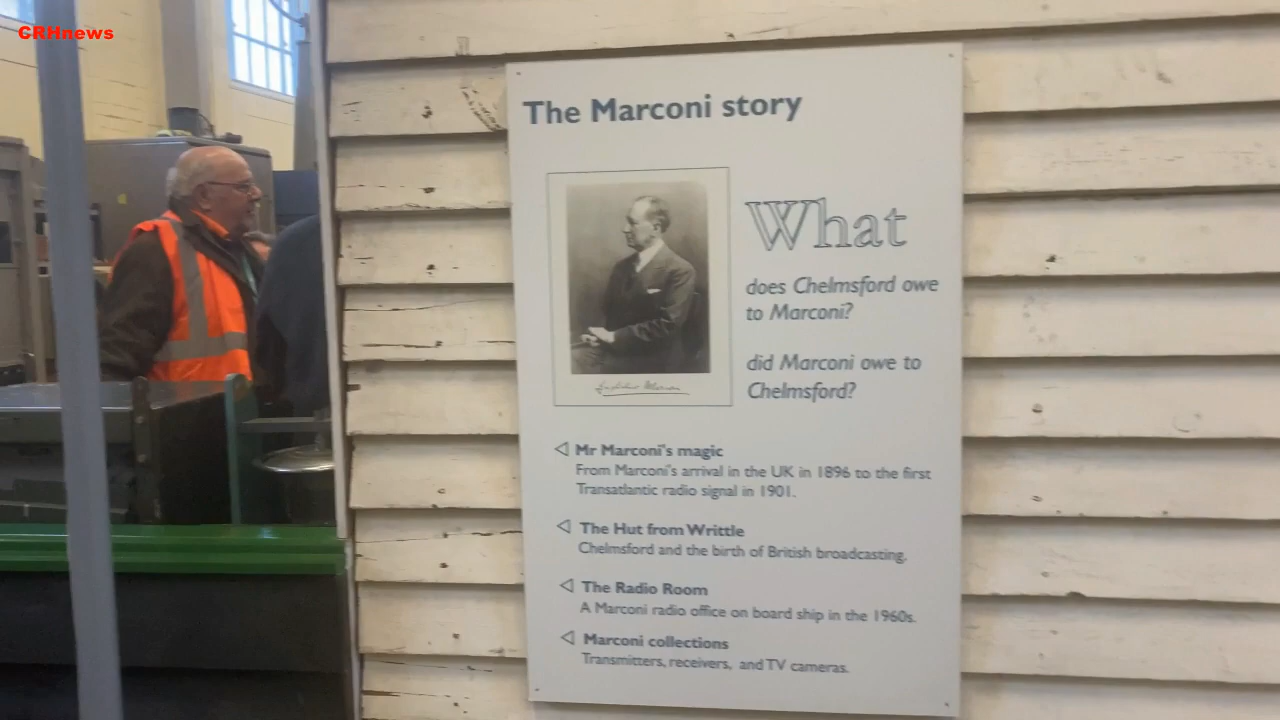 CRHnews
The Marconi story
What
does Chelmsford owe
to Marconi?
did Marconi owe to
Chelmsford?
Mr Marconi's magic
From Marconi's arrival in the UK in 1896 to the first
Transatlantic radio signal in 1901.
The Hut from Writtle
Chelmsford and the birth of British broadcasting.
The Radio Room
A Marconi radio office on board ship in the 1960s.
Marconi collections
Transmitters, receivers, and TV cameras.